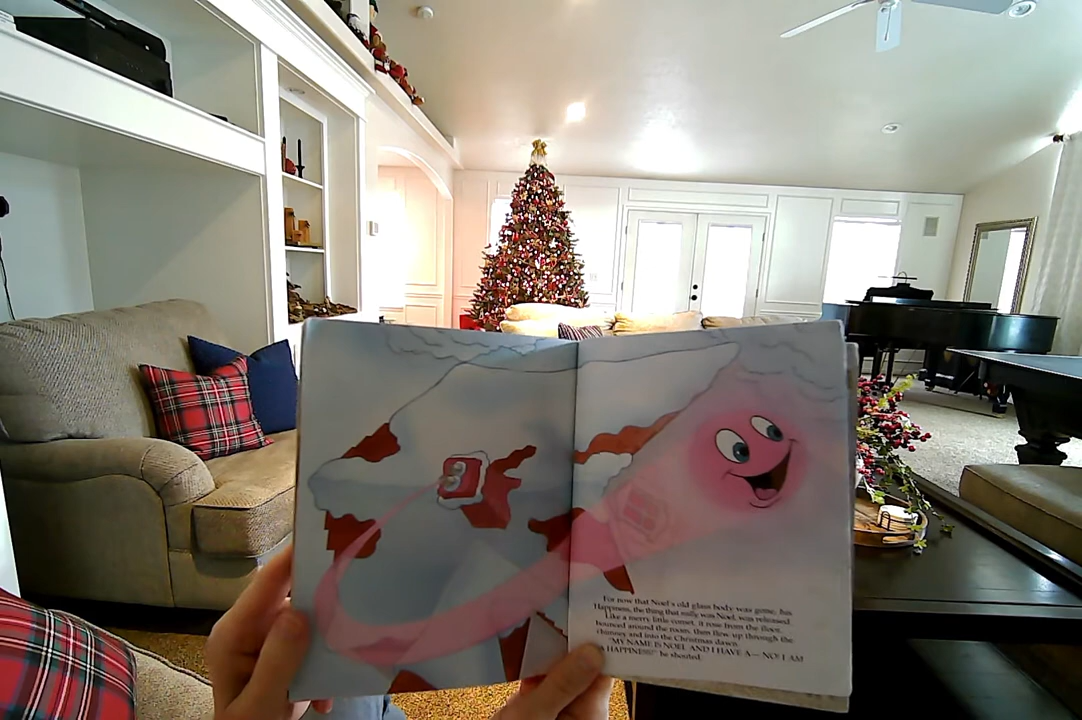 For now that Noel's old glass body was gone, his
Happiness, the thing that really was Noel, was released.
Like a merry little comet, it rose from the floor,
bounced around the room, then flew up through the
chimney and into the Christmas dawn.
"MY NAME IS NOEL AND I HAVE A— NO! I AM
A HAPPINESS!" he shouted.